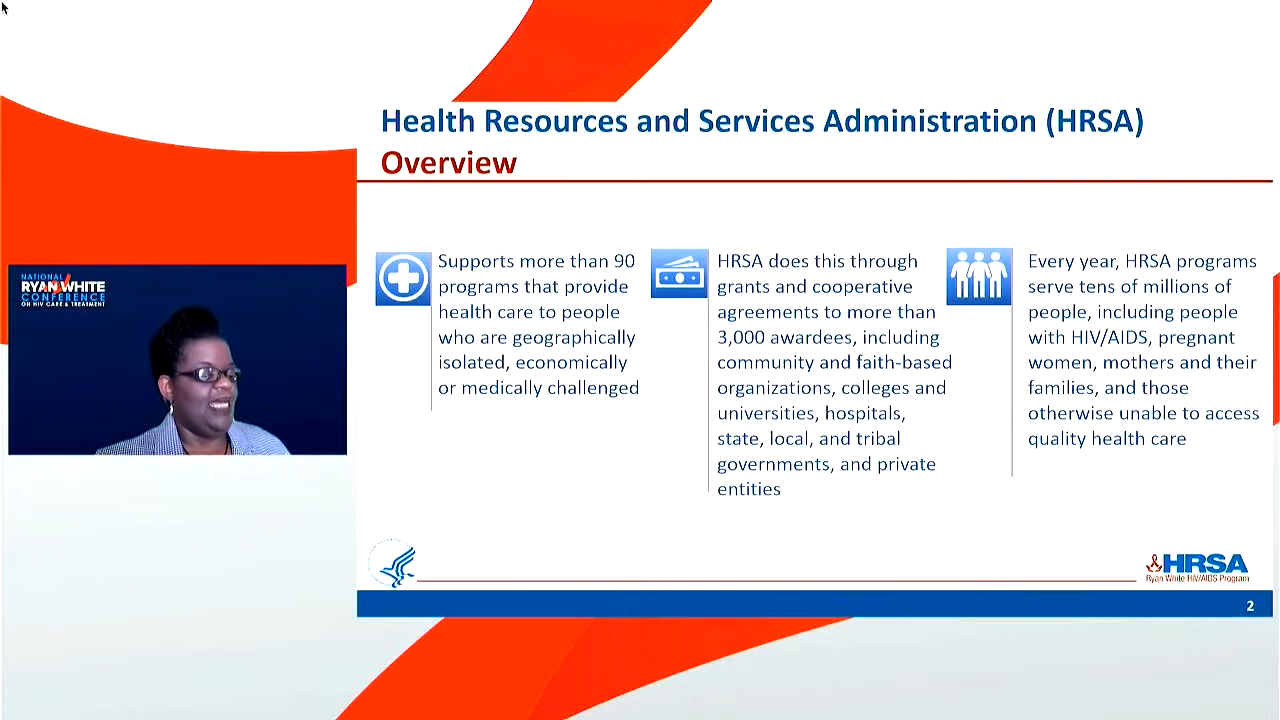 Health Resources and Services Administration (HRSA)
Overview
NATIONAL
RYAN WHITE
CONFERENCE
ON HIV CARE & TREATMENT
Supports more than 90
programs that provide
health care to people
who are geographically
isolated, economically
or medically challenged
HRSA does this through
grants and cooperative
agreements to more than
3,000 awardees, including
community and faith-based
organizations, colleges and
universities, hospitals,
state, local, and tribal
governments, and private
entities
Every year, HRSA programs
serve tens of millions of
people, including people
with HIV/AIDS, pregnant
women, mothers and their
families, and those
otherwise unable to access
quality health care
HRSA
Ryan White HIV/AIDS Program
2